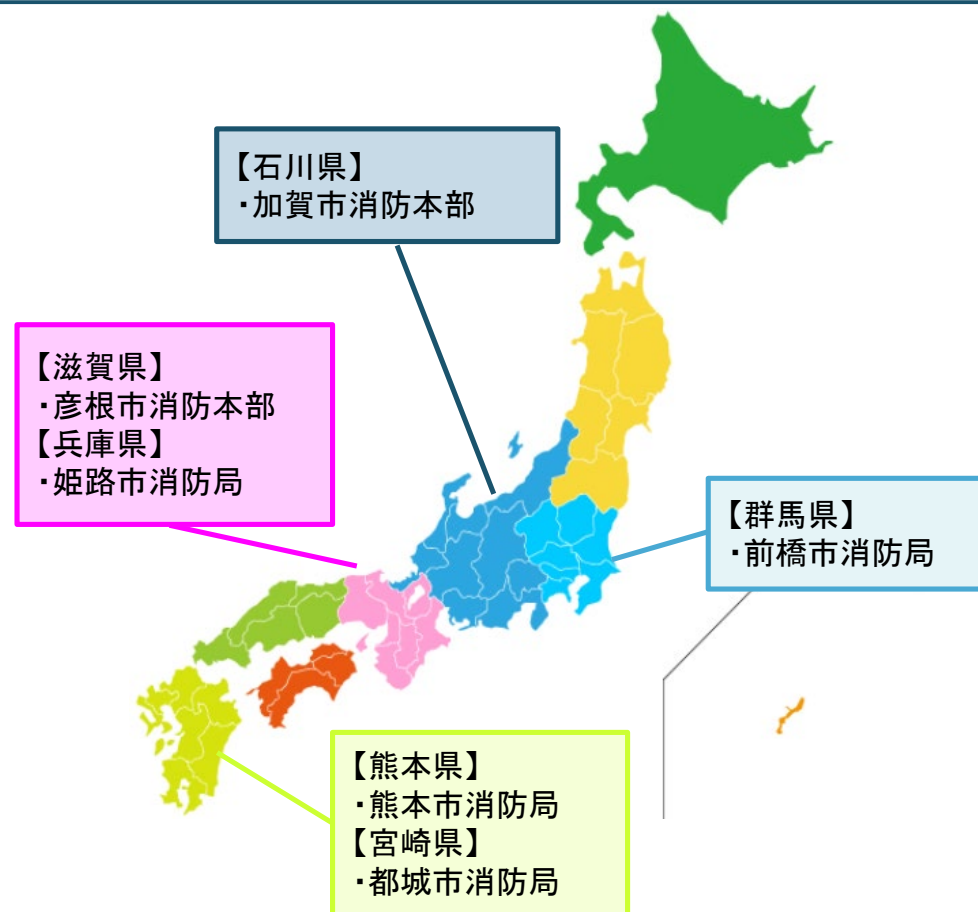 【石川県】
・加賀市消防本部
【滋賀県】
・彦根市消防本部
【兵庫県】
・姫路市消防局
【群馬県】
・前橋市消防局
【熊本県】
・熊本市消防局
【宮崎県】
・都城市消防局